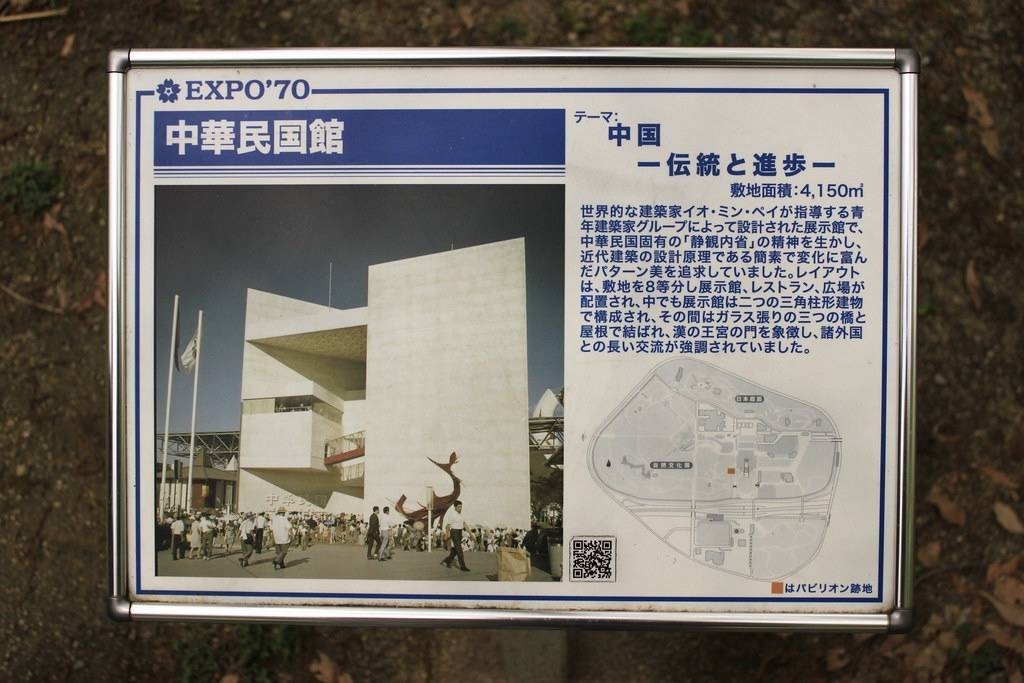 EXPO'70
中華民国館
テーマ:
中国
ー伝統と進歩ー
敷地面積:4,150㎡
世界的な建築家イオ・ミン・ペイが指導する青
年建築家グループによって設計された展示館で、
中華民国固有の「静観内省」の精神を生かし、
近代建築の設計原理である簡素で変化に富ん
だパターン美を追求していました。レイアウト
は、敷地を8等分し展示館、レストラン、広場が
配置され、中でも展示館は二つの三角柱形建物
で構成され、その間はガラス張りの三つの橋と
屋根で結ばれ、漢の王宮の門を象徴し、諸外国
との長い交流が強調されていました。
日本庭園
自然文化園
中華民
はパビリオン跡地